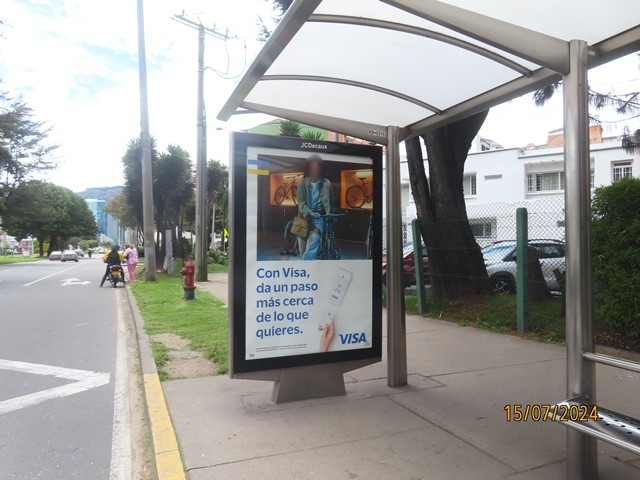 JCDecaux
Con Visa,
da un paso
más cerca
de lo que
quieres.
VISA
15/07/2024